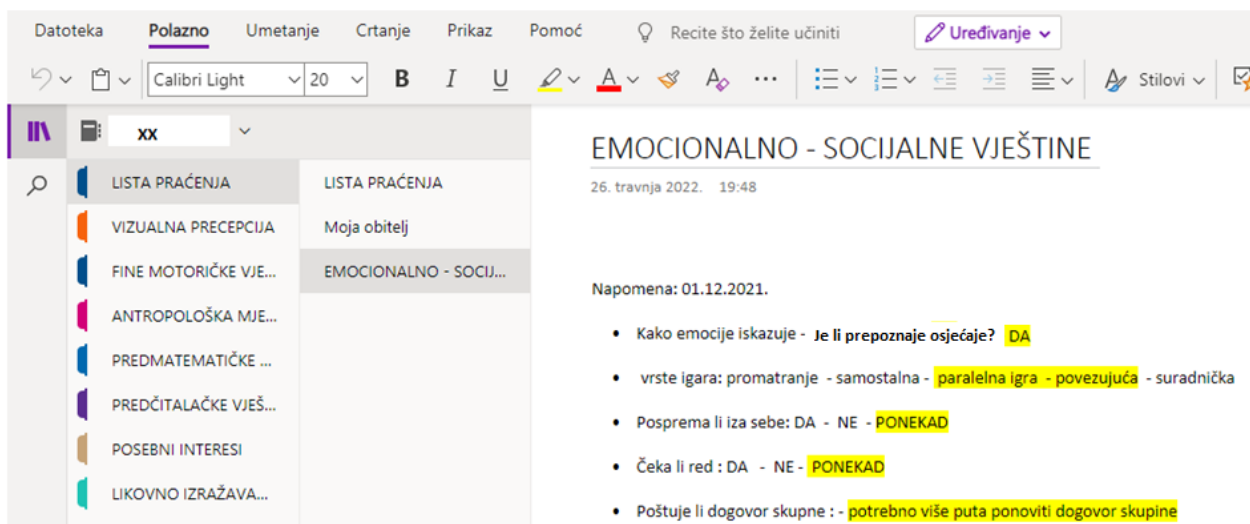 Datoteka Polazno Umetanje Crtanje Prikaz Pomoć Recite što želite učiniti Uređivanje
Calibri Light 20 B I U A A Stilovi
xx
LISTA PRAĆENJA
VIZUALNA PRECEPCIJA
FINE MOTORIČKE VJE...
ANTROPOLOŠKA MJE...
PREDMATEMATIČKE ...
PREDČITALAČKE VJEŠ...
POSEBNI INTERESI
LIKOVNO IZRAŽAVA...
LISTA PRAĆENJA
Moja obitelj
EMOCIONALNO - SOCIJ...
EMOCIONALNO - SOCIJALNE VJEŠTINE
26. travnja 2022. 19:48
Napomena: 01.12.2021.
• Kako emocije iskazuje - Je li prepoznaje osjećaje? DA
• vrste igara: promatranje - samostalna - paralelna igra - povezujuća - suradnička
• Posprema li iza sebe: DA - NE - PONEKAD
• Čeka li red : DA - NE - PONEKAD
• Poštuje li dogovor skupne : - potrebno više puta ponoviti dogovor skupine